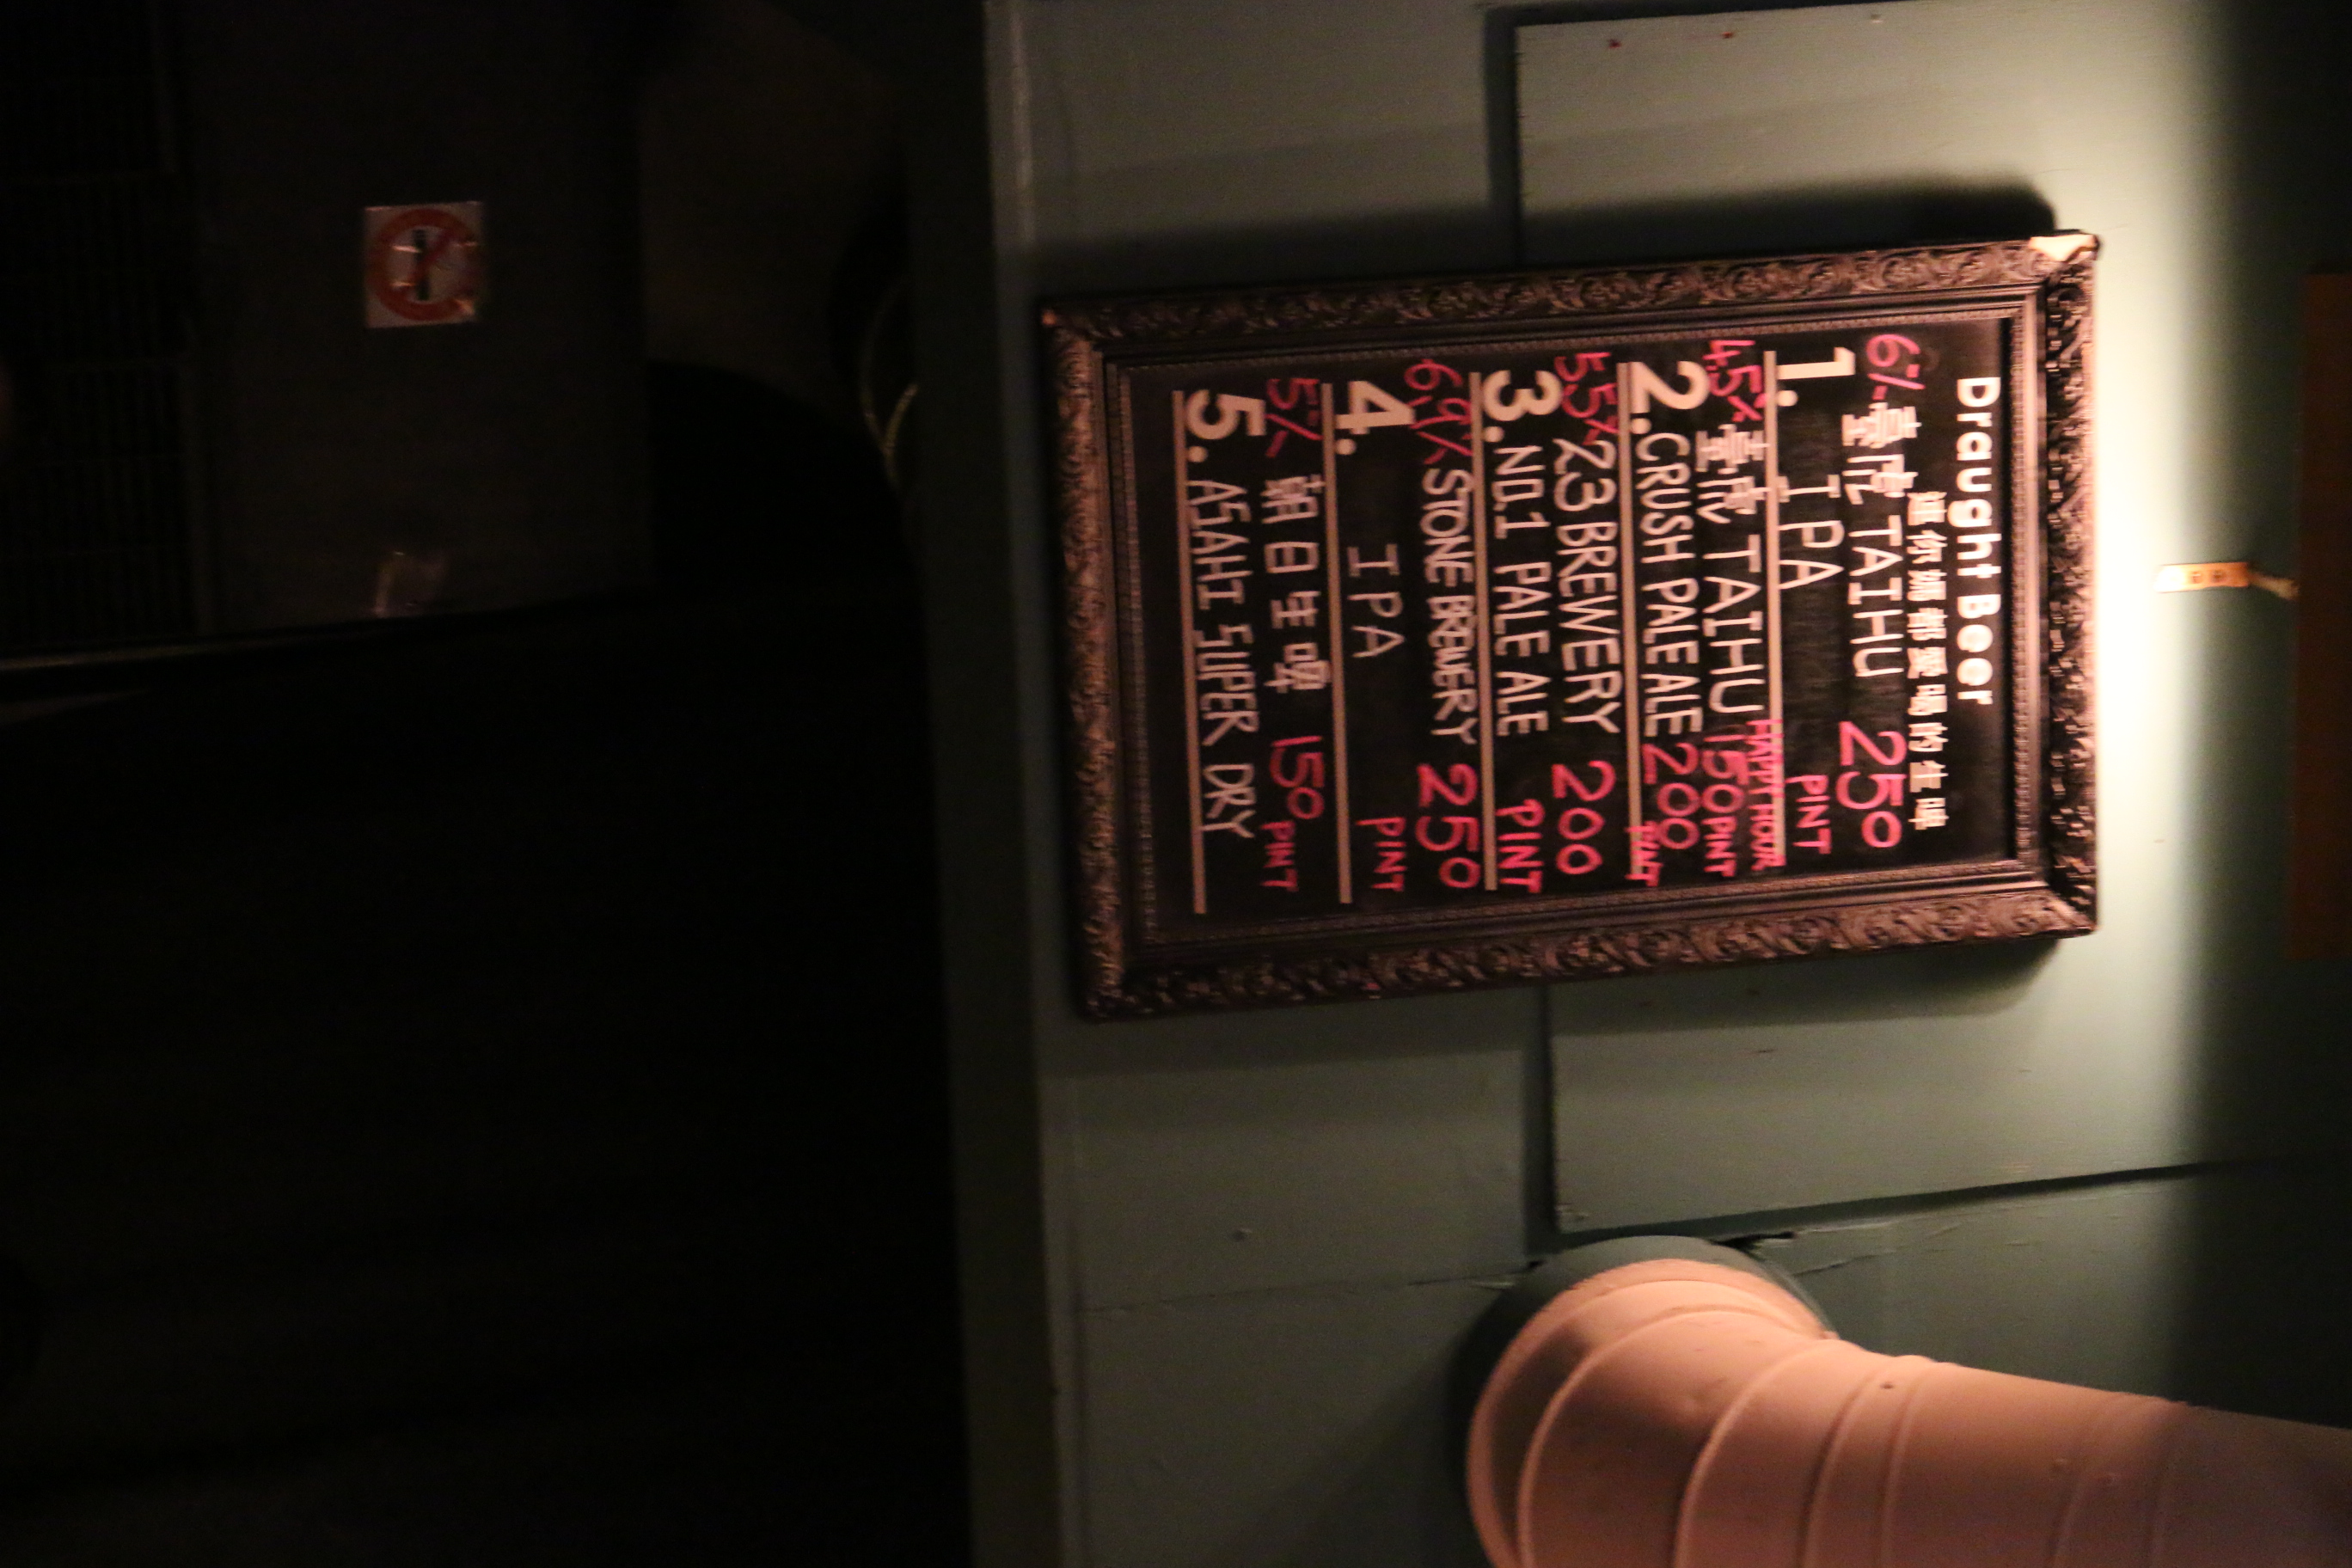 Draught Beer
連你媽都愛喝的生啤
6% 臺虎 TAIHU 250
1. IPA PINT
HAPPY HOUR
4.5% 臺虎 TAIHU 150 PINT
2. CRUSH PALE ALE 200
PINT
5.5% 23 BREWERY 200
3. NO.1 PALE ALE PINT
6.9% STONE BREWERY 250
4. IPA PINT
5% 朝日生啤 150 PINT
5. ASAHI SUPER DRY